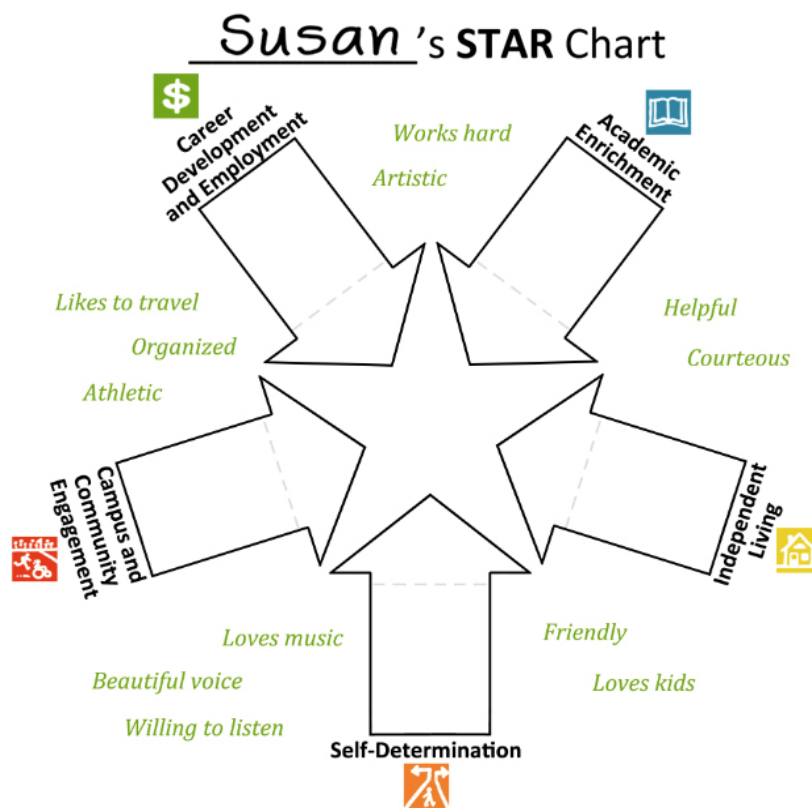 Susan's STAR Chart
$
Career
Development
and Employment
Works hard
Artistic
Academic
Enrichment
Likes to travel
Organized
Athletic
Helpful
Courteous
Campus and
Community
Engagement
Independent
Living
Loves music
Beautiful voice
Willing to listen
Friendly
Loves kids
Self-Determination